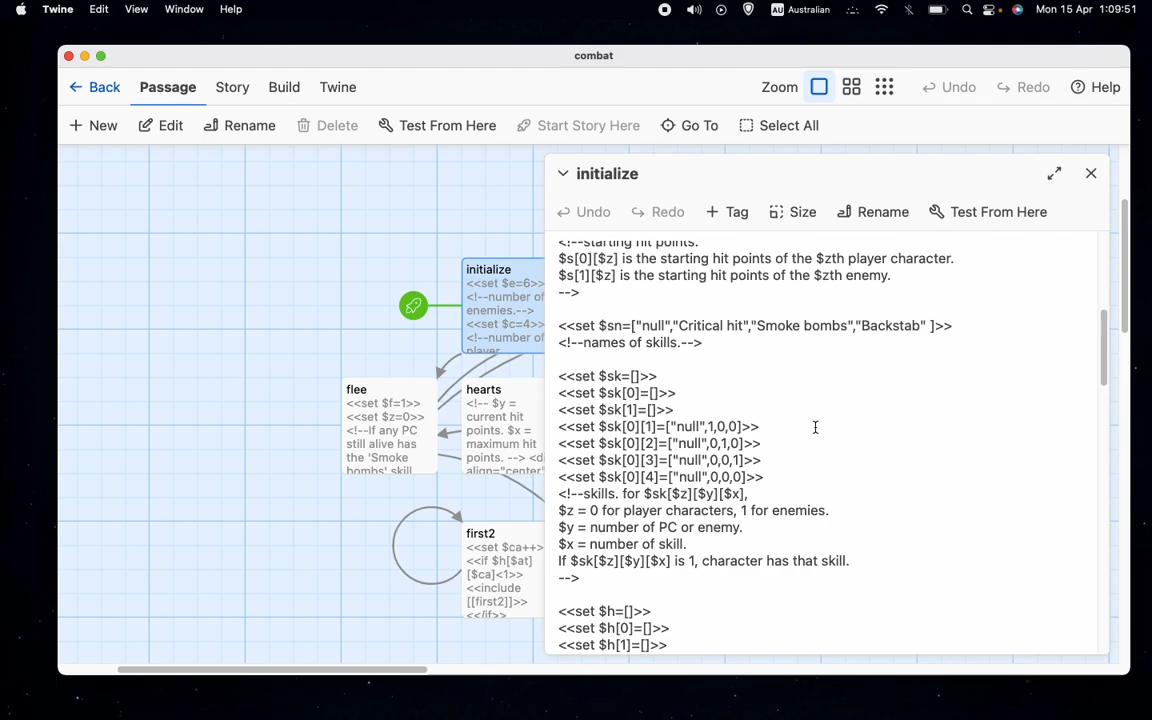 Twine Edit View Window Help
AU Australian
Mon 15 Apr 1:09:51
combat
Back Passage Story Build Twine
Zoom Undo Redo Help
New Edit Rename Delete Test From Here Start Story Here Go To Select All
initialize
<<set $e=6>>
<!--number of
enemies.-->
<<set $c=4>>
<!--number of
player
flee
<<set $f=1>>
<<set $z=0>>
<!--If any PC
still alive has
the 'Smoke
bombs' skill
hearts
<!-- $y =
current hit
points. $x =
maximum hit
points. --> <d
align="center"
first2
<<set $ca++>
<<if $h[$at]
[$ca]<1>>
<<include
[[first2]]>>
<</if>>
initialize
Undo Redo + Tag Size Rename Test From Here
<!--starting hit points.
$s[0][$z] is the starting hit points of the $zth player character.
$s[1][$z] is the starting hit points of the $zth enemy.
-->
<<set $sn=["null","Critical hit","Smoke bombs","Backstab" ]>>
<!--names of skills.-->
<<set $sk=[]>>
<<set $sk[0]=[]>>
<<set $sk[1]=[]>>
<<set $sk[0][1]=["null",1,0,0]>>
<<set $sk[0][2]=["null",0,1,0]>>
<<set $sk[0][3]=["null",0,0,1]>>
<<set $sk[0][4]=["null",0,0,0]>>
<!--skills. for $sk[$z][$y][$x],
$z = 0 for player characters, 1 for enemies.
$y = number of PC or enemy.
$x = number of skill.
If $sk[$z][$y][$x] is 1, character has that skill.
-->
<<set $h=[]>>
<<set $h[0]=[]>>
<<set $h[1]=[]>>